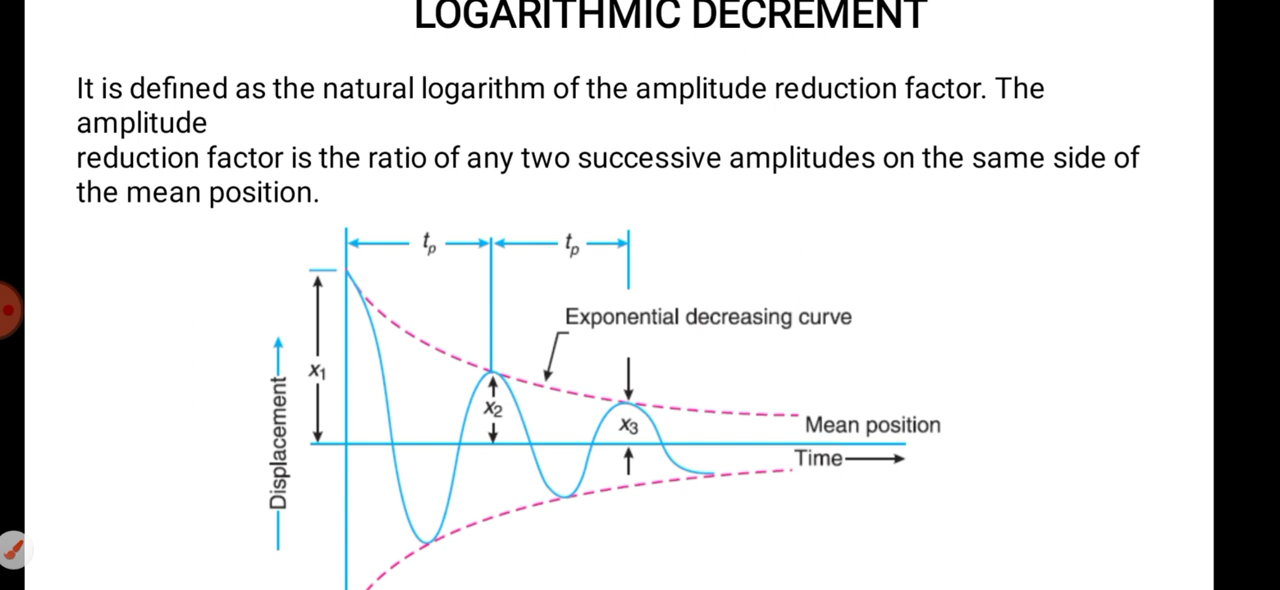 LOGARITHMIC DECREMENT
It is defined as the natural logarithm of the amplitude reduction factor. The
amplitude
reduction factor is the ratio of any two successive amplitudes on the same side of
the mean position.
tp tp
Exponential decreasing curve
x1
x2
x3
Mean position
Time
Displacement